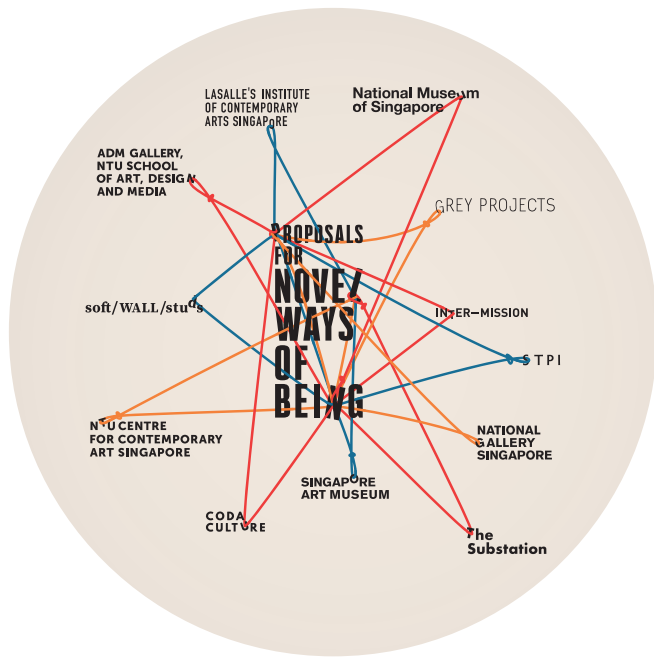 LASALLE'S INSTITUTE
OF CONTEMPORARY
ARTS SINGAPoRE
National Museum
of Singapore
ADM GALLERY,
NTU SCHOOL
OF ART, DESIGN
AND MEDIA
GREY PROJECTS
PROPOSALS
FOR
NOVEL
WAYS
OF
BEING
soft/WALL/studs
INTER—MISSION
STPI
NTU CENTRE
FOR CONTEMPORARY
ART SINGAPORE
NATIONAL
GALLERY
SINGAPORE
SINGAPORE
ART MUSEUM
CODA
CULTURE
The
Substation